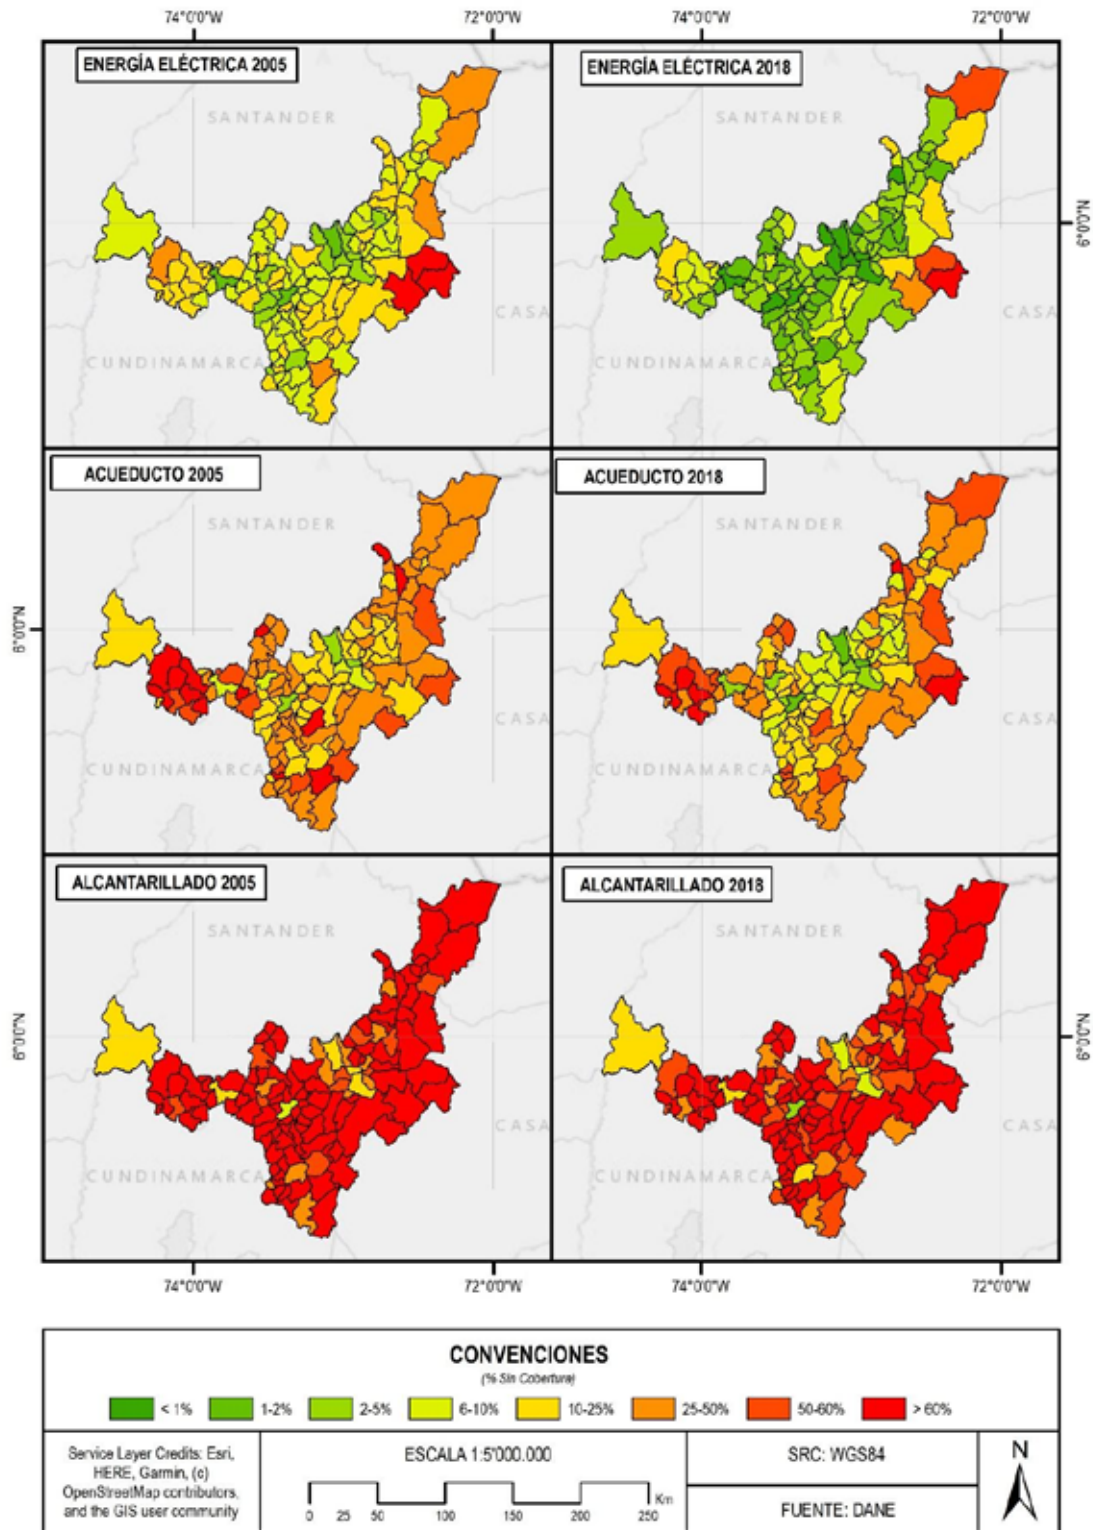 74°0'0"W 72°0'0"W 74°0'0"W 72°0'0"W
ENERGÍA ELÉCTRICA 2005
SANTANDER
CUNDINAMARCA
CASA
ENERGÍA ELÉCTRICA 2018
SANTANDER
CUNDINAMARCA
CASA
6°0'0"N
ACUEDUCTO 2005
SANTANDER
CUNDINAMARCA
CASA
6°0'0"N
ACUEDUCTO 2018
SANTANDER
CUNDINAMARCA
CASA
ALCANTARILLADO 2005
SANTANDER
CUNDINAMARCA
CASA
6°0'0"N
ALCANTARILLADO 2018
SANTANDER
CUNDINAMARCA
CASA
6°0'0"N
74°0'0"W 72°0'0"W 74°0'0"W 72°0'0"W
CONVENCIONES
(% Sin Cobertura)
< 1% 1-2% 2-5% 6-10% 10-25% 25-50% 50-60% > 60%
Service Layer Credits: Esri,
HERE, Garmin, (c)
OpenStreetMap contributors,
and the GIS user community
ESCALA 1:5'000.000
Km
0 25 50 100 150 200 250
SRC: WGS84
FUENTE: DANE
N